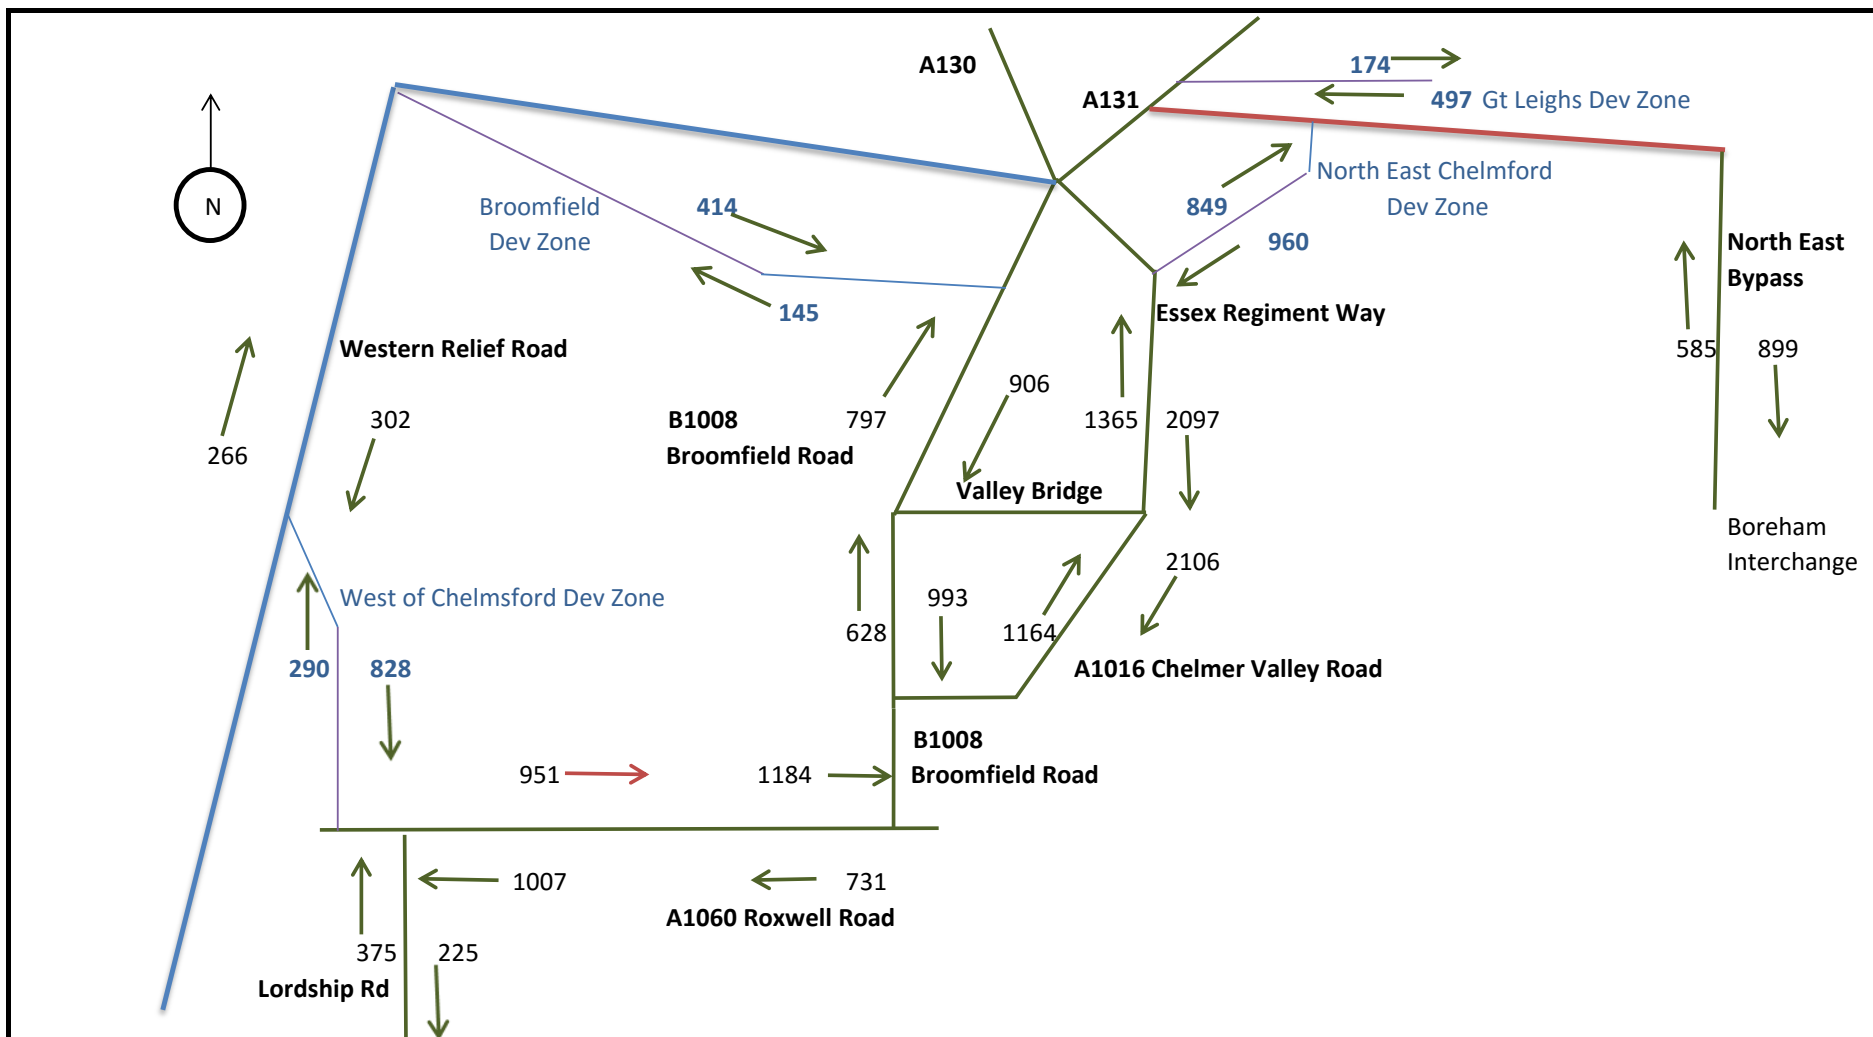 A130
174
A131
497 Gt Leighs Dev Zone
N
Broomfield
Dev Zone
414
849
North East Chelmford
Dev Zone
960
North East
Bypass
145
Essex Regiment Way
Western Relief Road
585
899
906
302
B1008
Broomfield Road
797
1365
2097
266
Valley Bridge
Boreham
Interchange
2106
West of Chelmsford Dev Zone
993
628
1164
290
828
A1016 Chelmer Valley Road
B1008
Broomfield Road
951
1184
1007
731
A1060 Roxwell Road
375
225
Lordship Rd